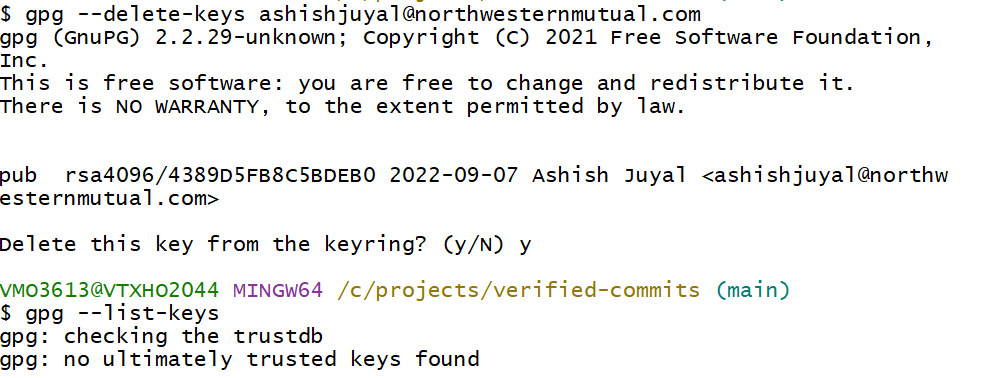 $ gpg --delete-keys ashishjuyal@northwesternmutual.com
gpg (GnuPG) 2.2.29-unknown; Copyright (C) 2021 Free Software Foundation,
Inc.
This is free software: you are free to change and redistribute it.
There is NO WARRANTY, to the extent permitted by law.
pub  rsa4096/4389D5FB8C5BDEB0 2022-09-07 Ashish Juyal <ashishjuyal@northw
esternmutual.com>
Delete this key from the keyring? (y/N) y
VMO3613@VTXHO2044 MINGW64 /c/projects/verified-commits (main)
$ gpg --list-keys
gpg: checking the trustdb
gpg: no ultimately trusted keys found